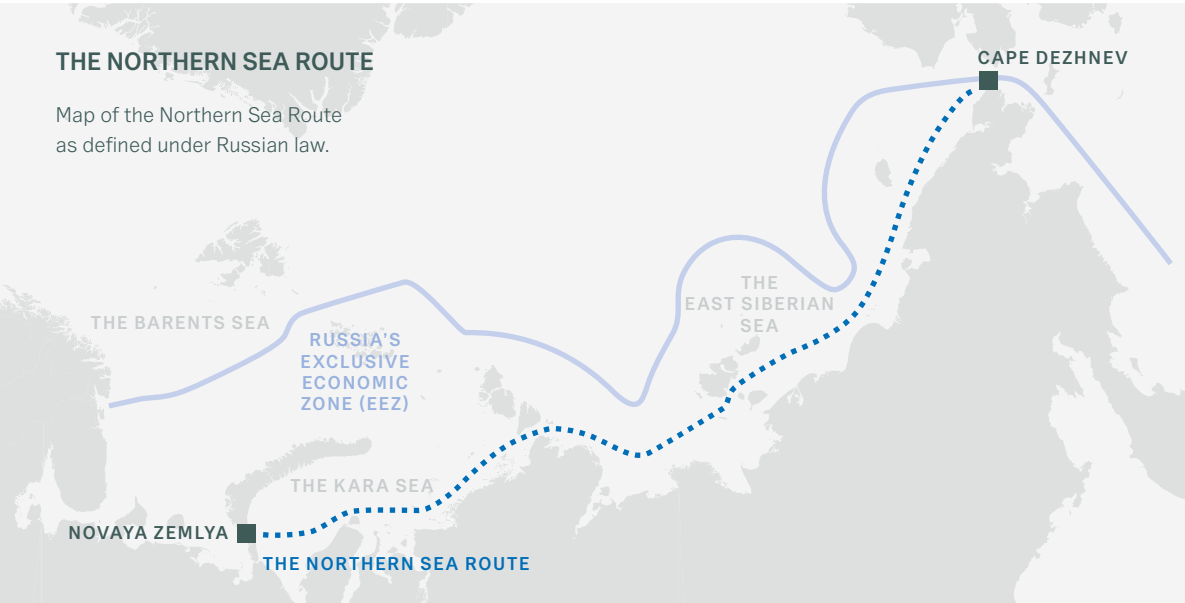 THE NORTHERN SEA ROUTE
Map of the Northern Sea Route
as defined under Russian law.
CAPE DEZHNEV
THE
EAST SIBERIAN
SEA
THE BARENTS SEA
RUSSIA'S
EXCLUSIVE
ECONOMIC
ZONE (EEZ)
THE KARA SEA
NOVAYA ZEMLYA
THE NORTHERN SEA ROUTE